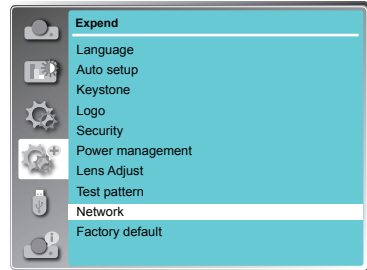 Expend
Language
Auto setup
Keystone
Logo
Security
Power management
Lens Adjust
Test pattern
Network
Factory default